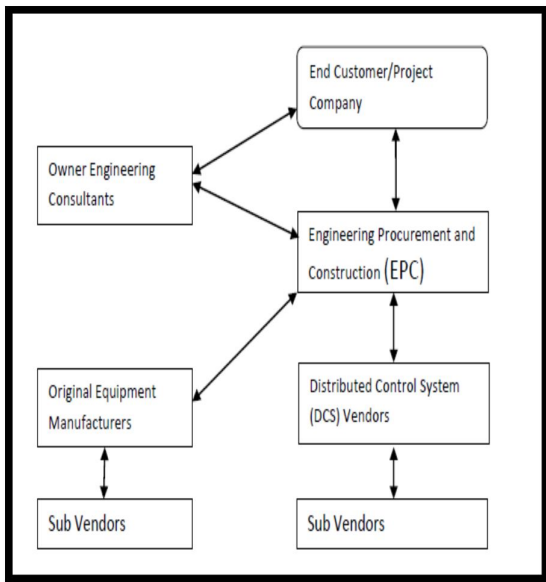 End Customer/Project
Company
Owner Engineering
Consultants
Engineering Procurement and
Construction (EPC)
Original Equipment
Manufacturers
Distributed Control System
(DCS) Vendors
Sub Vendors
Sub Vendors